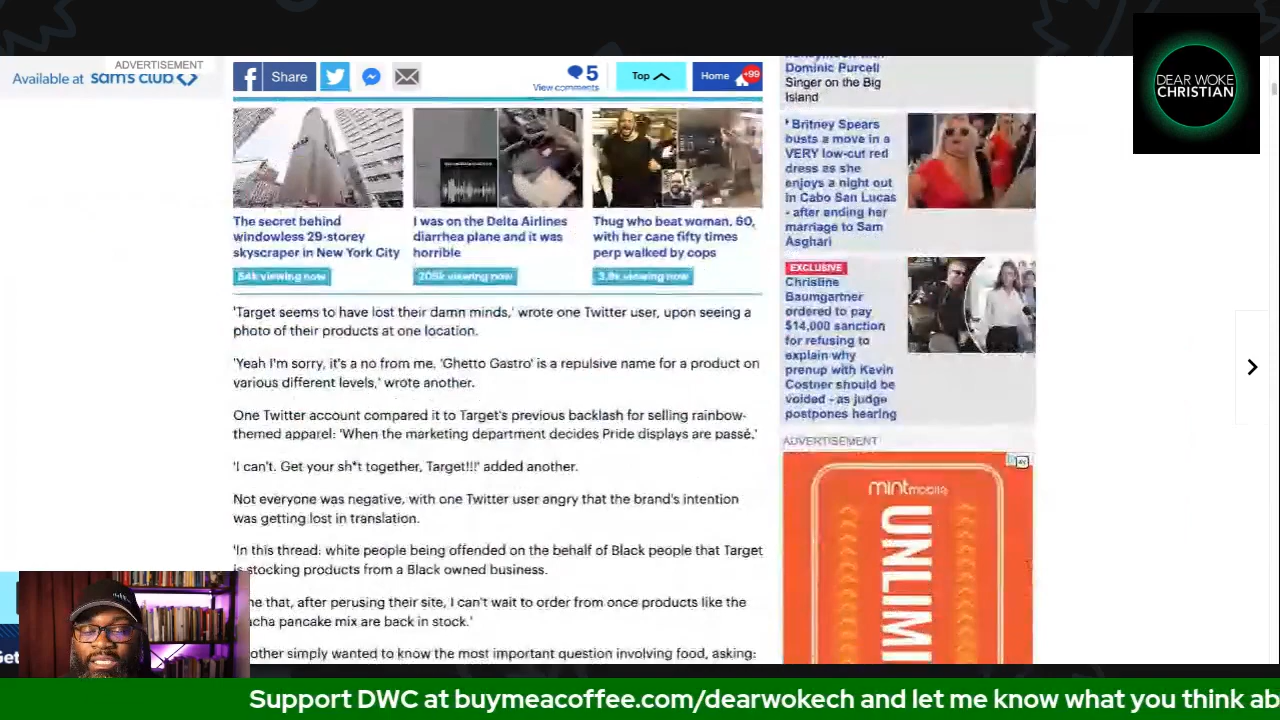 ADVERTISEMENT
Available at sam's club
Share
5
View comments
Top
Home
+99
DEAR WOKE
CHRISTIAN
The secret behind
windowless 29-storey
skyscraper in New York City
54k viewing now
I was on the Delta Airlines
diarrhea plane and it was
horrible
205k viewing now
Thug who beat woman, 60,
with her cane fifty times
perp walked by cops
3.8k viewing now
'Target seems to have lost their damn minds,' wrote one Twitter user, upon seeing a
photo of their products at one location.
'Yeah I'm sorry, it's a no from me. 'Ghetto Gastro' is a repulsive name for a product on
various different levels,' wrote another.
One Twitter account compared it to Target's previous backlash for selling rainbow-
themed apparel: 'When the marketing department decides Pride displays are passé.'
'I can't. Get your sh*t together, Target!!!' added another.
Not everyone was negative, with one Twitter user angry that the brand's intention
was getting lost in translation.
'In this thread: white people being offended on the behalf of Black people that Target
is stocking products from a Black owned business.
that, after perusing their site, I can't wait to order from once products like the
pancake mix are back in stock.'
other simply wanted to know the most important question involving food, asking:
Dominic Purcell
Singer on the Big
Island
Britney Spears
busts a move in a
VERY low-cut red
dress as she
enjoys a night out
in Cabo San Lucas
- after ending her
marriage to Sam
Asghari
EXCLUSIVE
Christine
Baumgartner
ordered to pay
$14,000 sanction
for refusing to
explain why
prenup with Kevin
Costner should be
voided - as judge
postpones hearing
ADVERTISEMENT
mint mobile
UNLIMI
Support DWC at buymeacoffee.com/dearwokech and let me know what you think ab